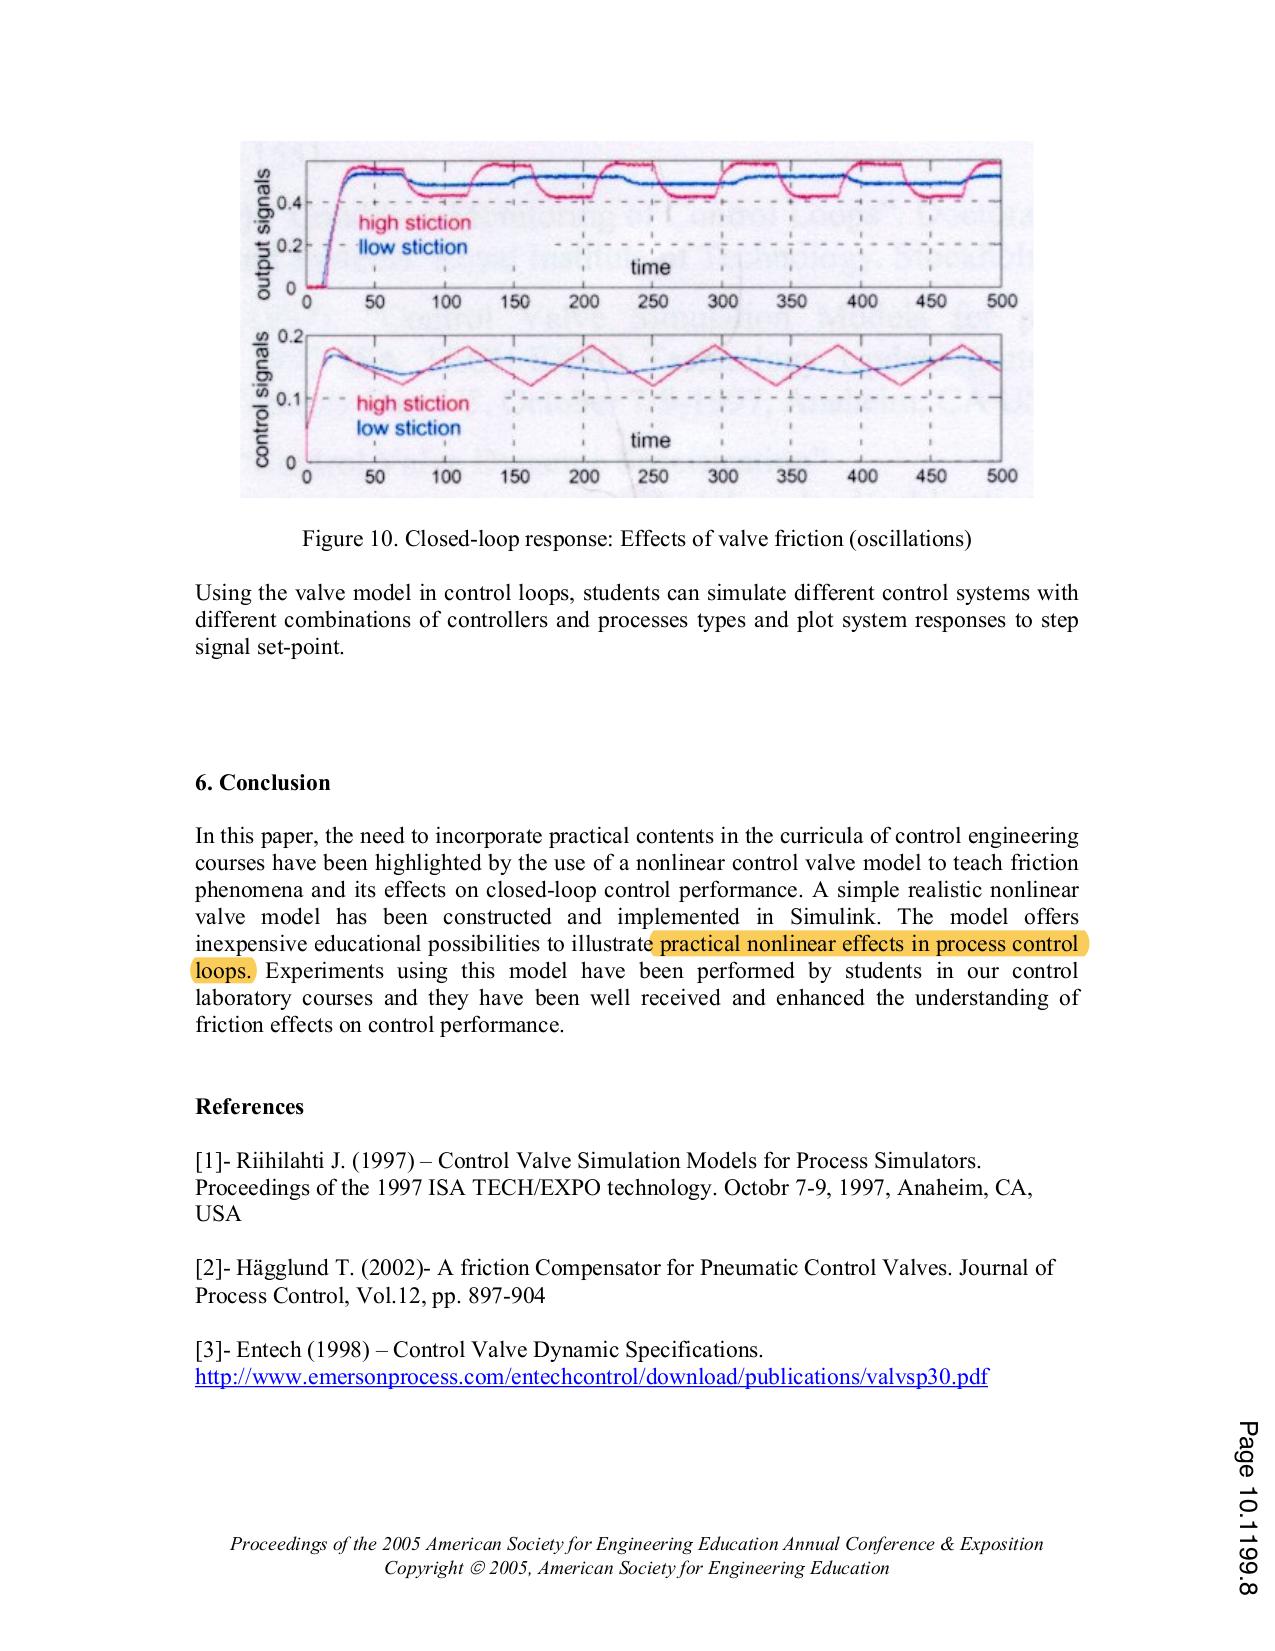 output signals
0.4
0.2
0
high stiction
llow stiction
time
0 50 100 150 200 250 300 350 400 450 500
control signals
0.2
0.1
0
high stiction
low stiction
time
0 50 100 150 200 250 300 350 400 450 500
Figure 10. Closed-loop response: Effects of valve friction (oscillations)
Using the valve model in control loops, students can simulate different control systems with
different combinations of controllers and processes types and plot system responses to step
signal set-point.
6. Conclusion
In this paper, the need to incorporate practical contents in the curricula of control engineering
courses have been highlighted by the use of a nonlinear control valve model to teach friction
phenomena and its effects on closed-loop control performance. A simple realistic nonlinear
valve model has been constructed and implemented in Simulink. The model offers
inexpensive educational possibilities to illustrate practical nonlinear effects in process control
loops. Experiments using this model have been performed by students in our control
laboratory courses and they have been well received and enhanced the understanding of
friction effects on control performance.
References
[1]- Riihilahti J. (1997) – Control Valve Simulation Models for Process Simulators.
Proceedings of the 1997 ISA TECH/EXPO technology. Octobr 7-9, 1997, Anaheim, CA,
USA
[2]- Hägglund T. (2002)- A friction Compensator for Pneumatic Control Valves. Journal of
Process Control, Vol.12, pp. 897-904
[3]- Entech (1998) – Control Valve Dynamic Specifications.
http://www.emersonprocess.com/entechcontrol/download/publications/valvsp30.pdf
Proceedings of the 2005 American Society for Engineering Education Annual Conference & Exposition
Copyright © 2005, American Society for Engineering Education
Page 10.1199.8